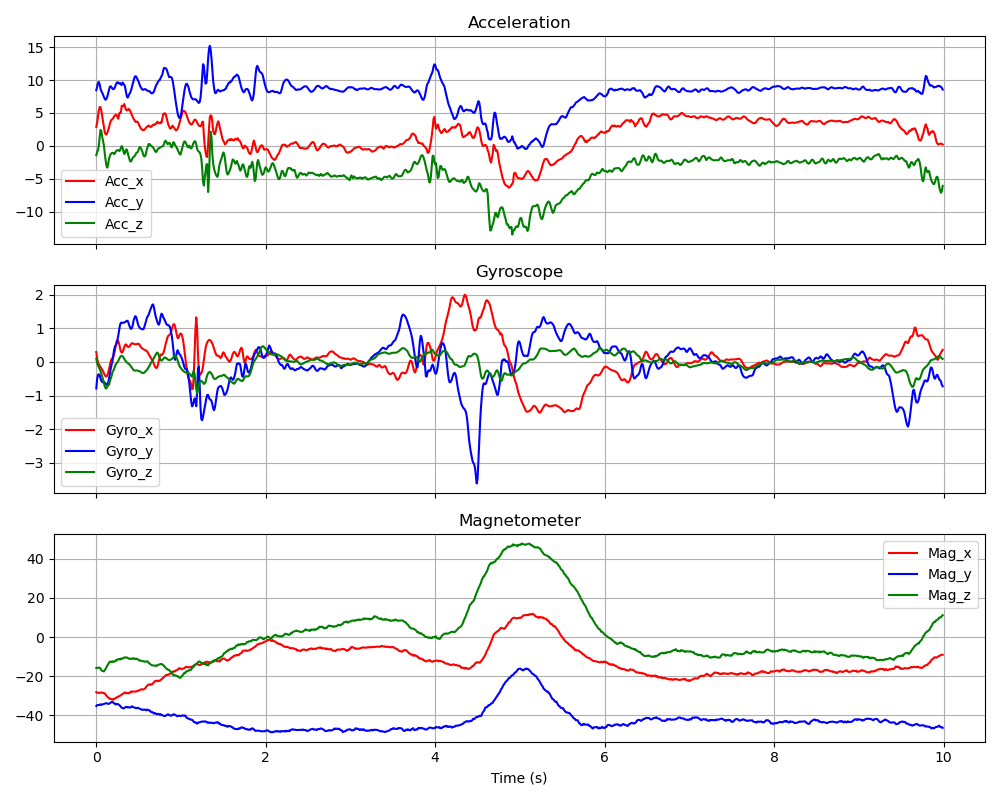 Acceleration
15
10
5
0
−5
−10
Acc_x
Acc_y
Acc_z
Gyroscope
2
1
0
−1
−2
−3
Gyro_x
Gyro_y
Gyro_z
Magnetometer
40
20
0
−20
−40
Mag_x
Mag_y
Mag_z
0 2 4 6 8 10
Time (s)